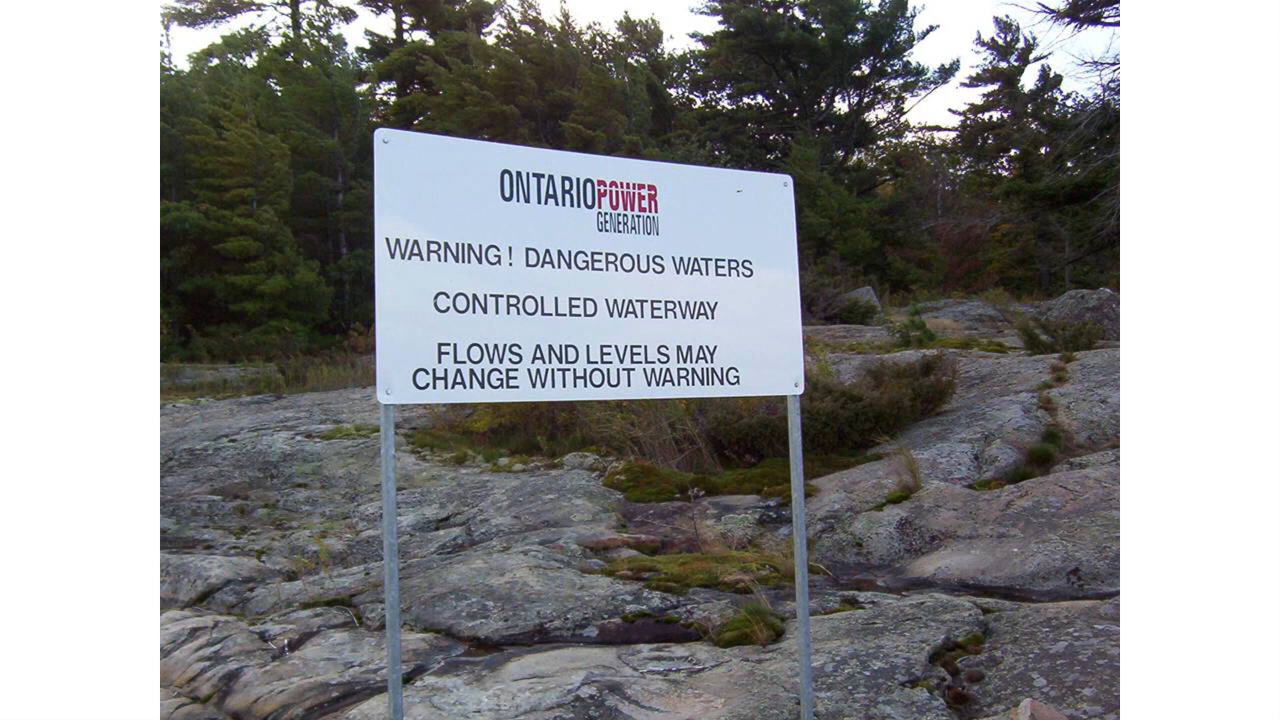 ONTARIOPOWER
GENERATION
WARNING! DANGEROUS WATERS
CONTROLLED WATERWAY
FLOWS AND LEVELS MAY
CHANGE WITHOUT WARNING